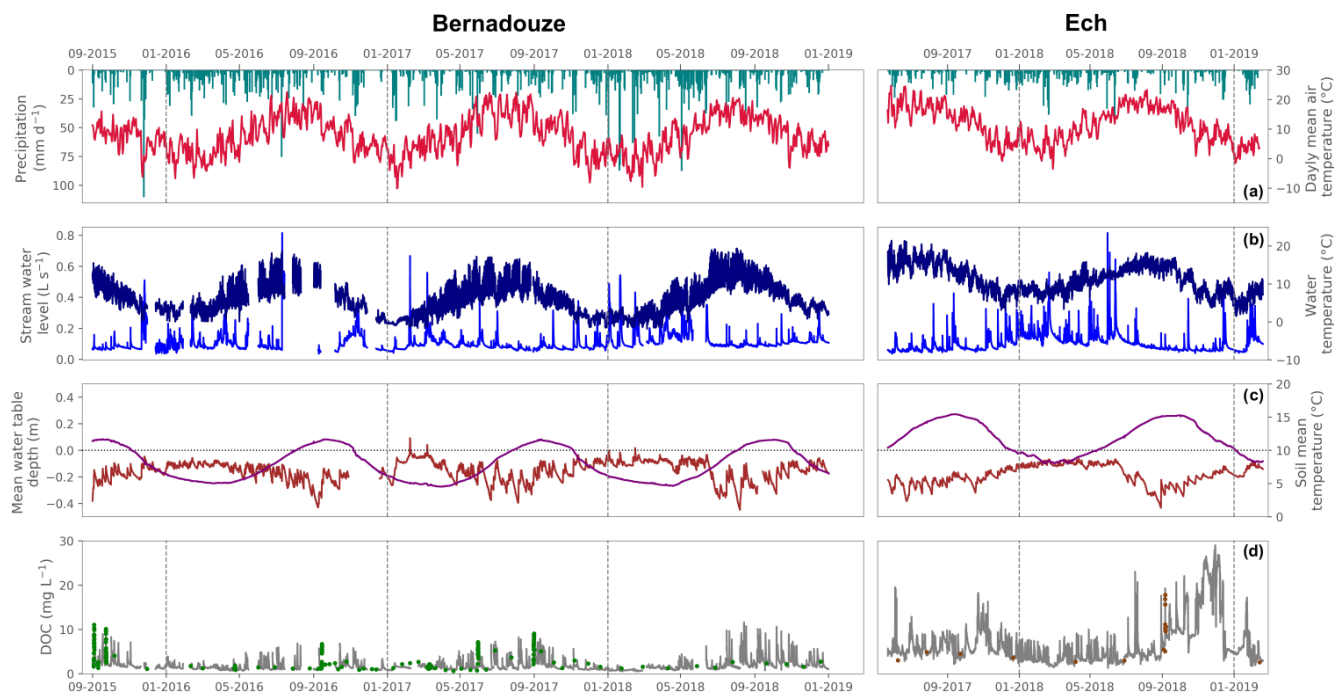 Bernadouze
Ech
09-2015 01-2016 05-2016 09-2016 01-2017 05-2017 09-2017 01-2018 05-2018 09-2018 01-2019
09-2017 01-2018 05-2018 09-2018 01-2019
Precipitation
(mm d⁻¹)
0
25
50
75
100
30
20
10
0
−10
Dayly mean air
temperature (°C)
(a)
Stream water
level (L s⁻¹)
0.8
0.6
0.4
0.2
0.0
20
10
0
−10
Water
temperature (°C)
(b)
Mean water table
depth (m)
0.4
0.2
0.0
−0.2
−0.4
20
15
10
5
0
Soil mean
temperature (°C)
(c)
DOC
(mg L⁻¹)
30
20
10
0
(d)
09-2015 01-2016 05-2016 09-2016 01-2017 05-2017 09-2017 01-2018 05-2018 09-2018 01-2019
09-2017 01-2018 05-2018 09-2018 01-2019